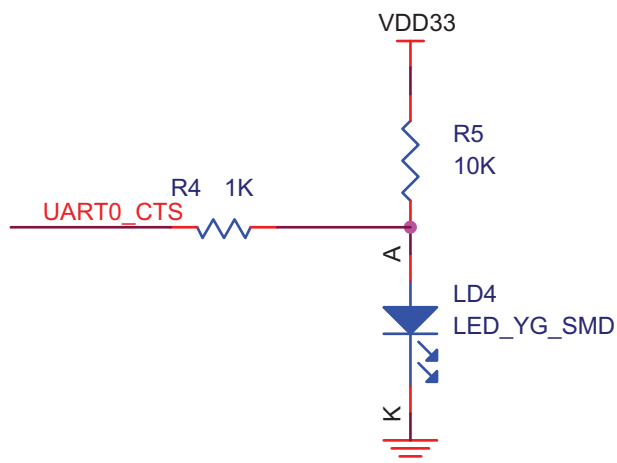 VDD33
R5
10K
R4 1K
UART0_CTS
A
LD4
LED_YG_SMD
K